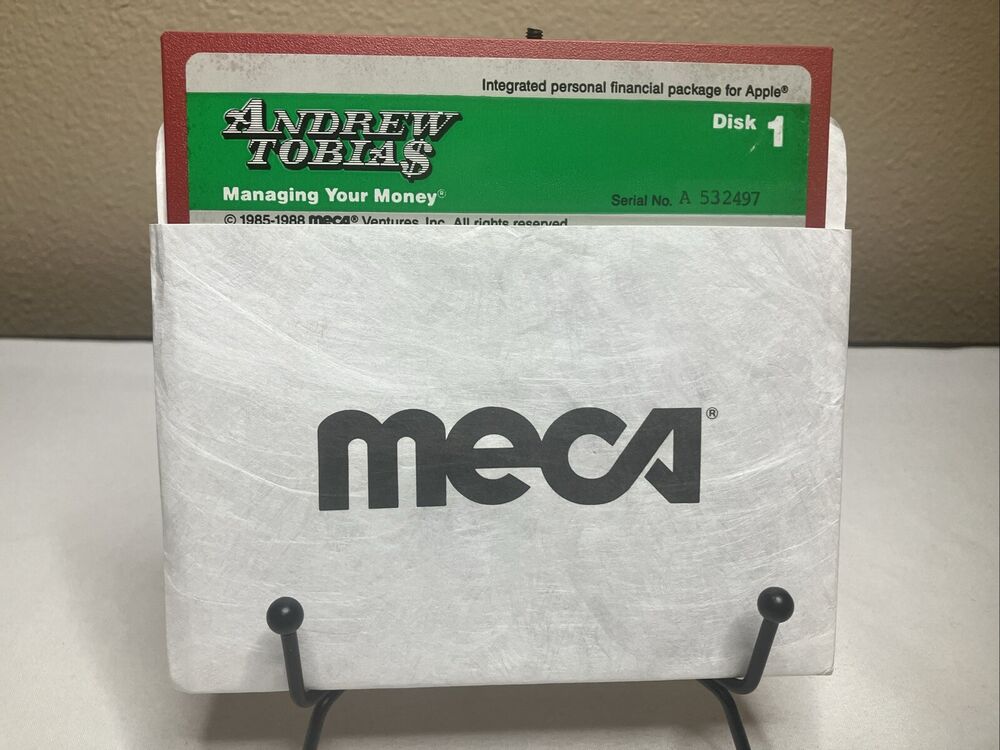 Integrated personal financial package for Apple®
ANDREW
TOBIA$
Disk 1
Managing Your Money®
Serial No. A 532497
© 1985-1988 meca® Ventures, Inc. All rights reserved
meca®